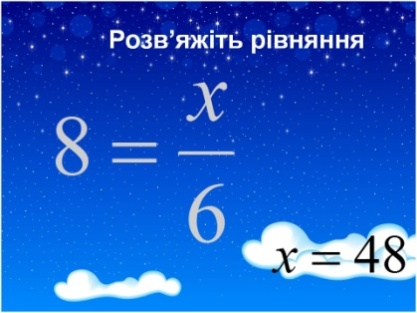 Розв'яжіть рівняння
8 = x/6
x = 48